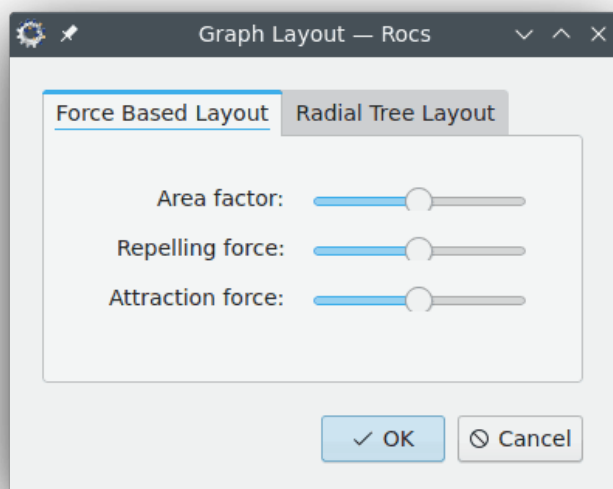 Graph Layout — Rocs
Force Based Layout Radial Tree Layout
Area factor:
Repelling force:
Attraction force:
OK Cancel